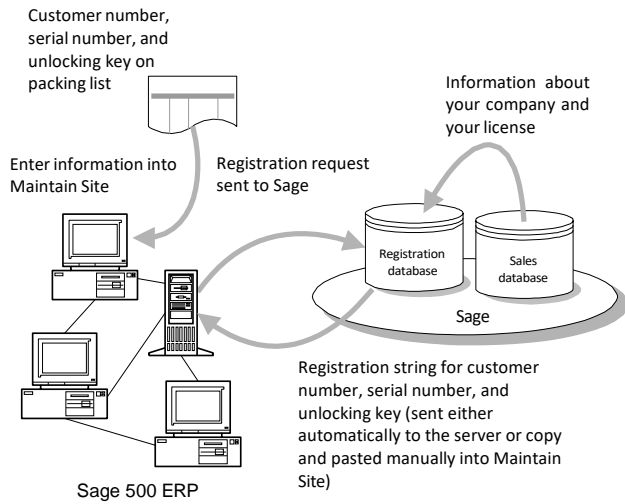 Customer number,
serial number, and
unlocking key on
packing list
Information about
your company and
your license
Enter information into
Maintain Site
Registration request
sent to Sage
Registration
database
Sales
database
Sage
Registration string for customer
number, serial number, and
unlocking key (sent either
automatically to the server or copy
and pasted manually into Maintain
Site)
Sage 500 ERP